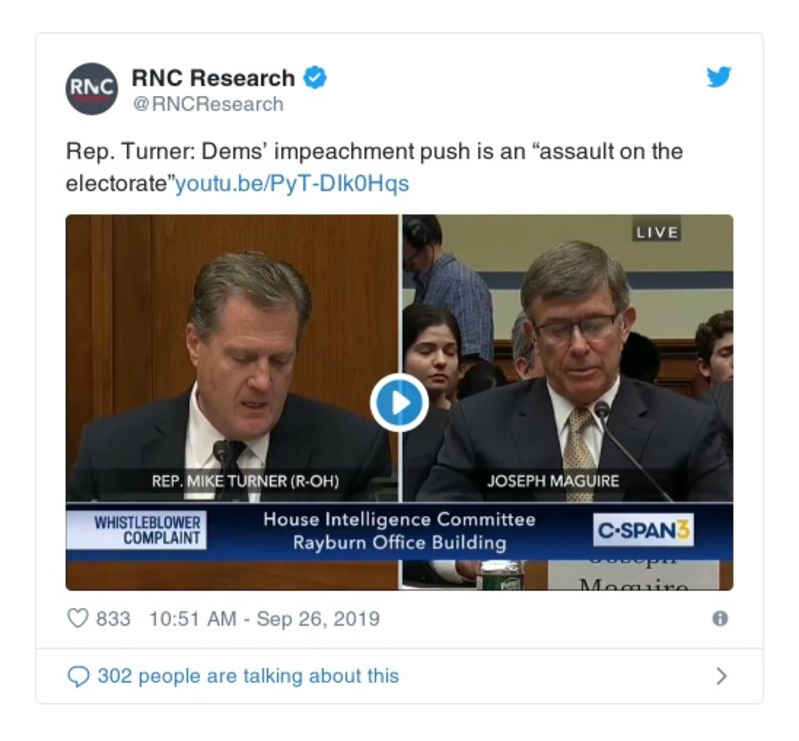 RNC
RNC Research
@RNCResearch
Rep. Turner: Dems’ impeachment push is an “assault on the
electorate”youtu.be/PyT-DIk0Hqs
LIVE
REP. MIKE TURNER (R-OH)
JOSEPH MAGUIRE
WHISTLEBLOWER
COMPLAINT
House Intelligence Committee
Rayburn Office Building
C·SPAN3
Joseph
Maguire
833 10:51 AM - Sep 26, 2019
302 people are talking about this